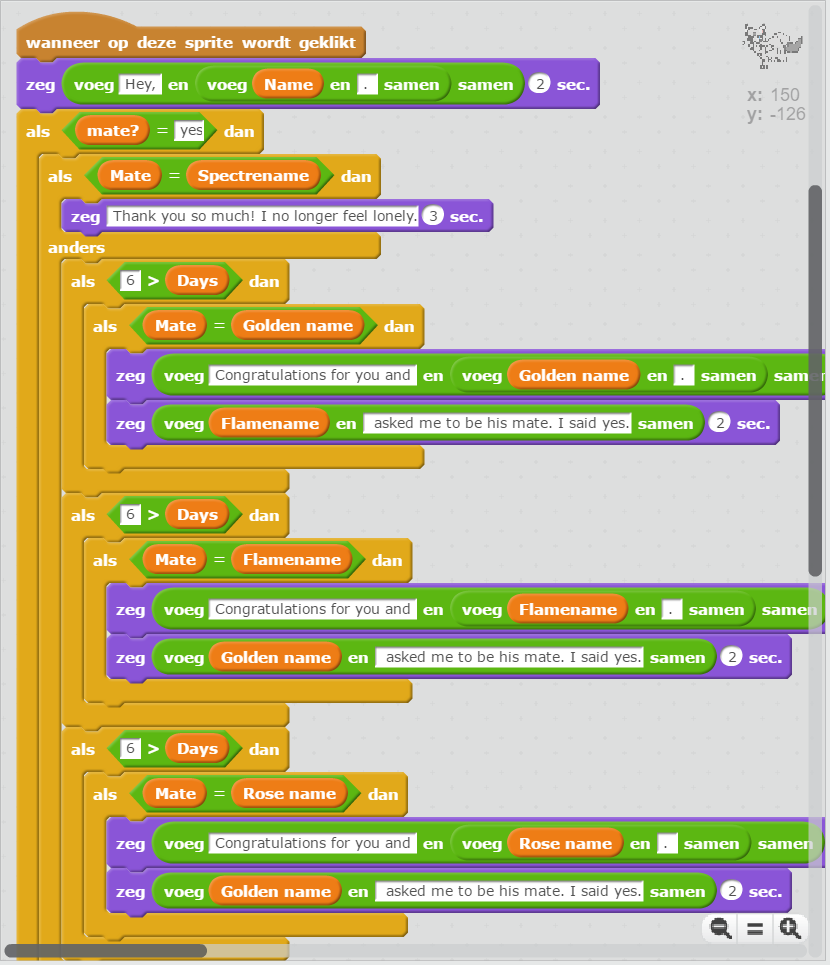 wanneer op deze sprite wordt geklikt
zeg voeg Hey, en voeg Name en . samen samen 2 sec.
x: 150
y: -126
als mate? = yes dan
als Mate = Spectrename dan
zeg Thank you so much! I no longer feel lonely. 3 sec.
anders
als 6 > Days dan
als Mate = Golden name dan
zeg voeg Congratulations for you and en voeg Golden name en . samen samen
zeg voeg Flamename en asked me to be his mate. I said yes. samen 2 sec.
als 6 > Days dan
als Mate = Flamename dan
zeg voeg Congratulations for you and en voeg Flamename en . samen samen
zeg voeg Golden name en asked me to be his mate. I said yes. samen 2 sec.
als 6 > Days dan
als Mate = Rose name dan
zeg voeg Congratulations for you and en voeg Rose name en . samen samen
zeg voeg Golden name en asked me to be his mate. I said yes. samen 2 sec.